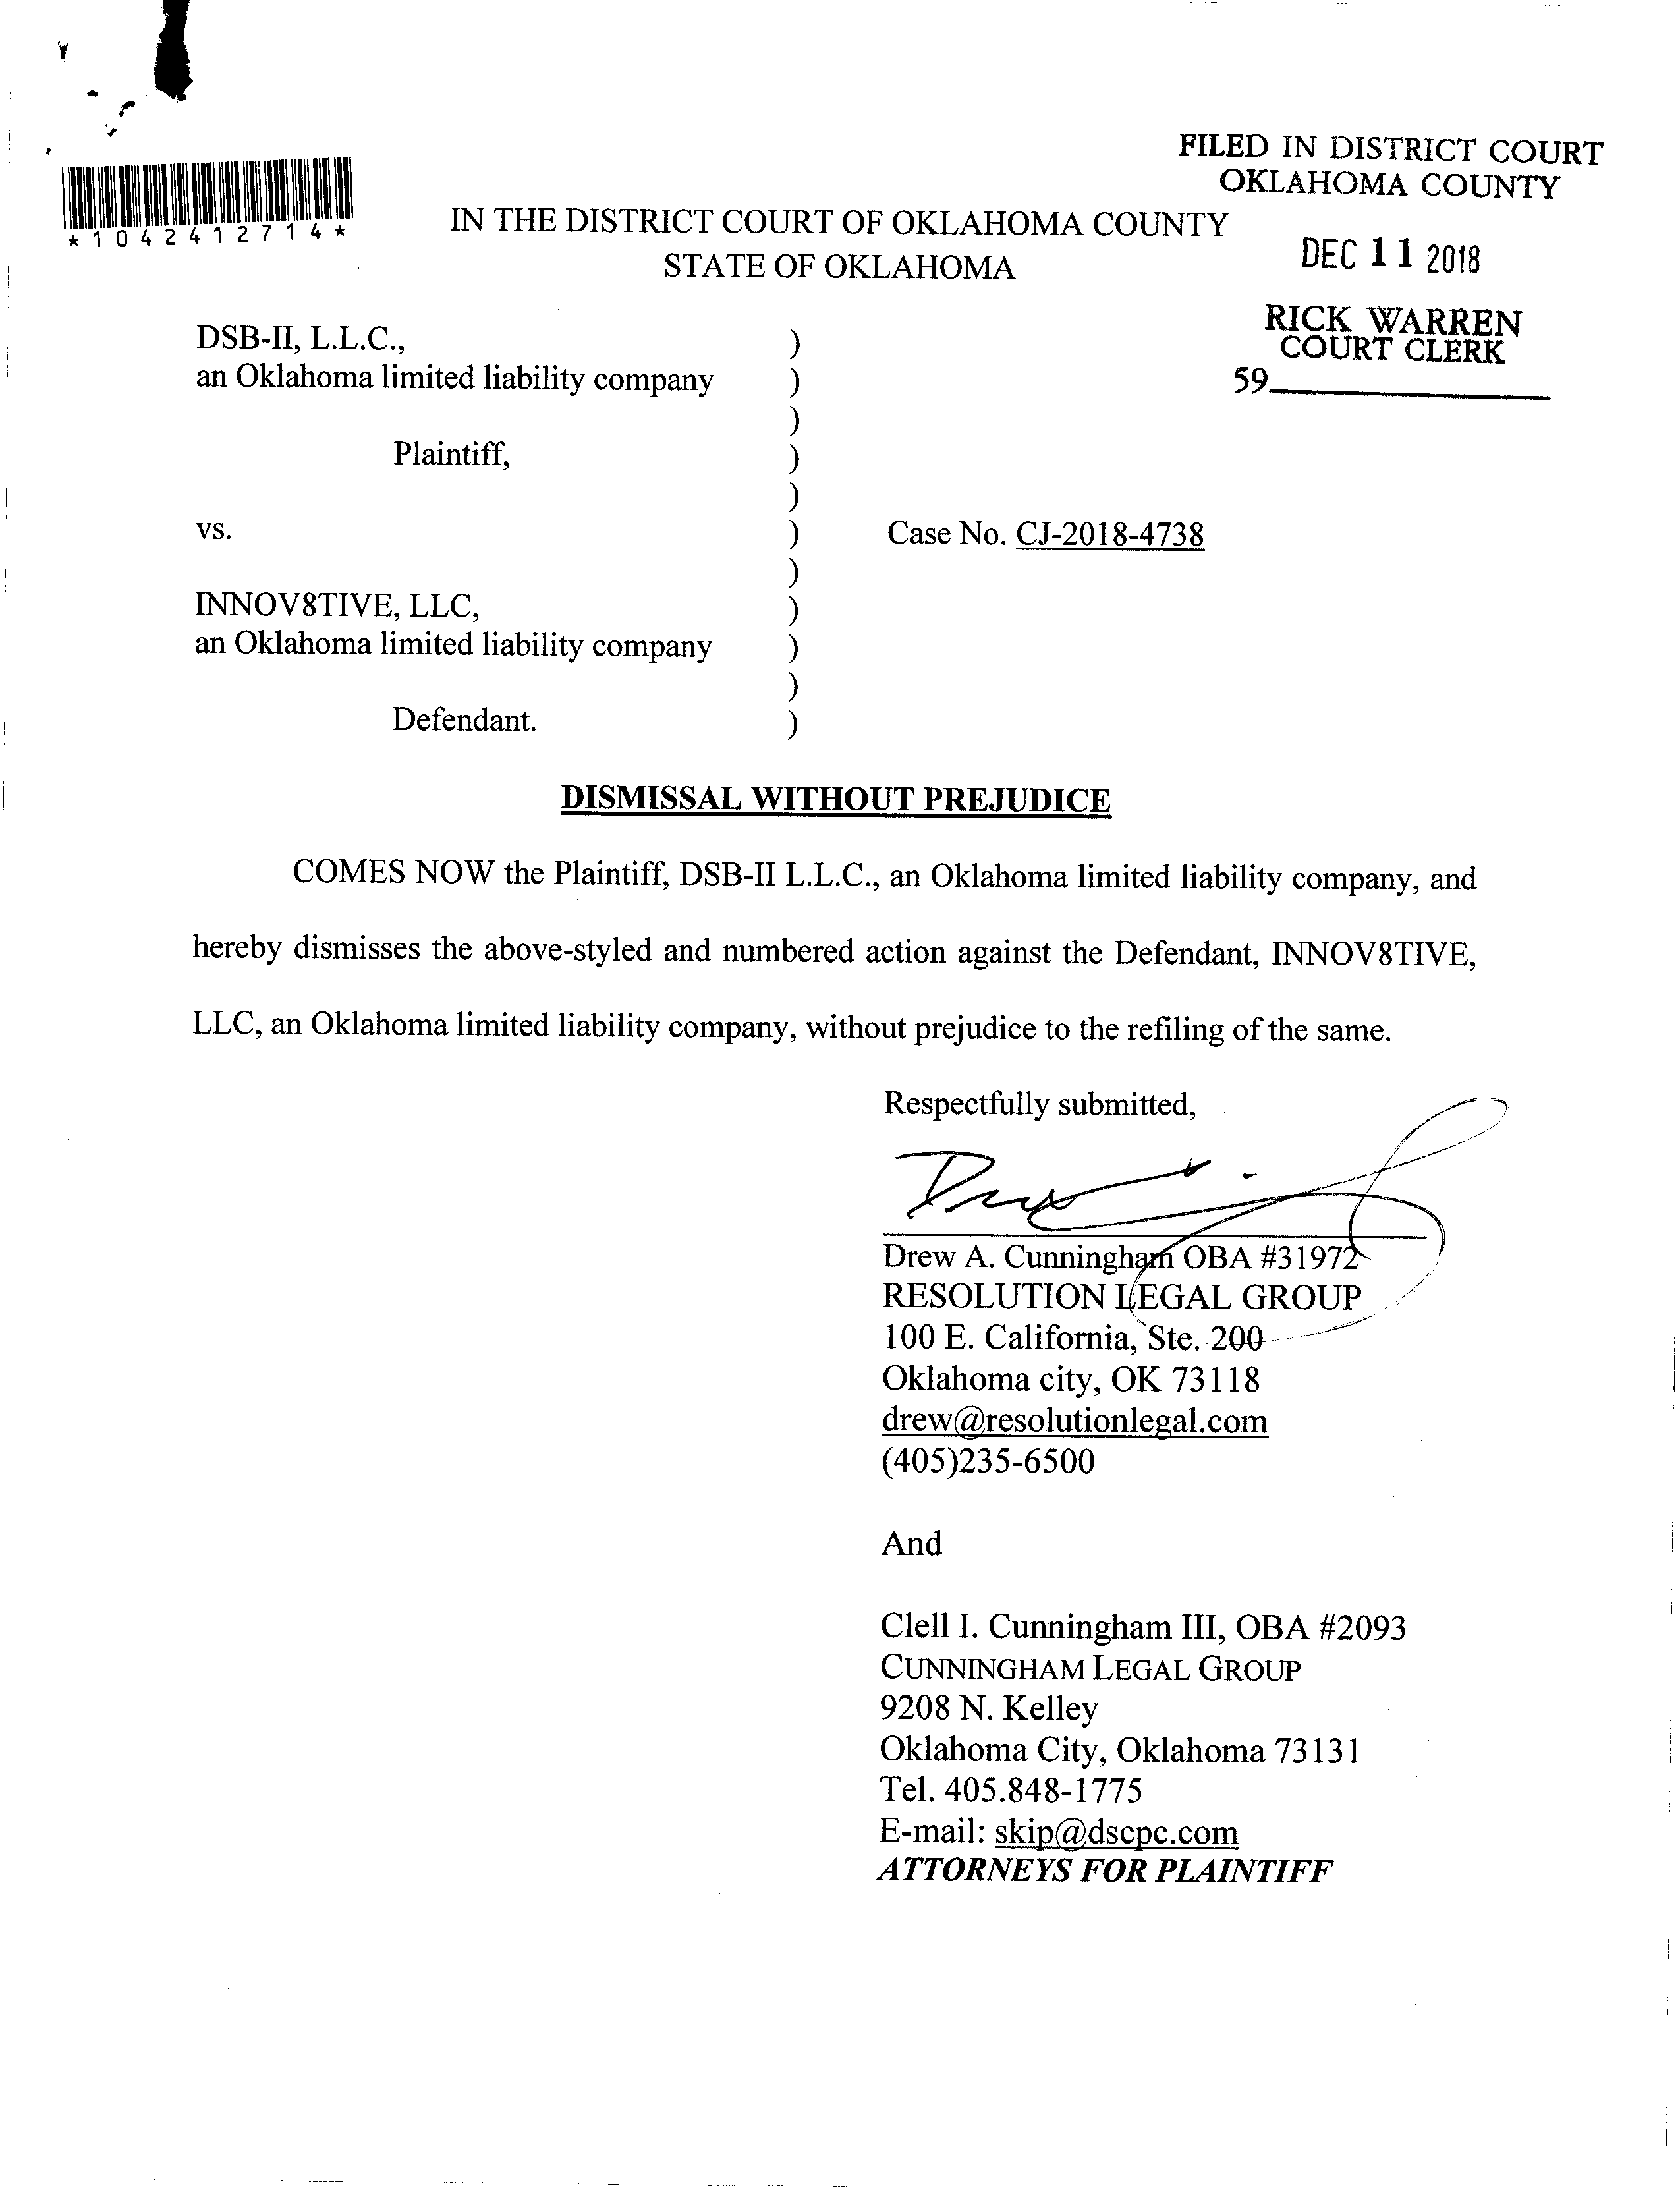 FILED IN DISTRICT COURT
OKLAHOMA COUNTY
*1042412714*
IN THE DISTRICT COURT OF OKLAHOMA COUNTY
STATE OF OKLAHOMA
DEC 11 2018
RICK WARREN
COURT CLERK
59
DSB-II, L.L.C., )
an Oklahoma limited liability company )
)
Plaintiff, )
)
vs. ) Case No. CJ-2018-4738
)
INNOV8TIVE, LLC, )
an Oklahoma limited liability company )
)
Defendant. )
DISMISSAL WITHOUT PREJUDICE
COMES NOW the Plaintiff, DSB-II L.L.C., an Oklahoma limited liability company, and
hereby dismisses the above-styled and numbered action against the Defendant, INNOV8TIVE,
LLC, an Oklahoma limited liability company, without prejudice to the refiling of the same.
Respectfully submitted,
Drew A. Cunningham OBA #31972
RESOLUTION LEGAL GROUP
100 E. California, Ste. 200
Oklahoma city, OK 73118
drew@resolutionlegal.com
(405)235-6500
And
Clell I. Cunningham III, OBA #2093
CUNNINGHAM LEGAL GROUP
9208 N. Kelley
Oklahoma City, Oklahoma 73131
Tel. 405.848-1775
E-mail: skip@dscpc.com
ATTORNEYS FOR PLAINTIFF